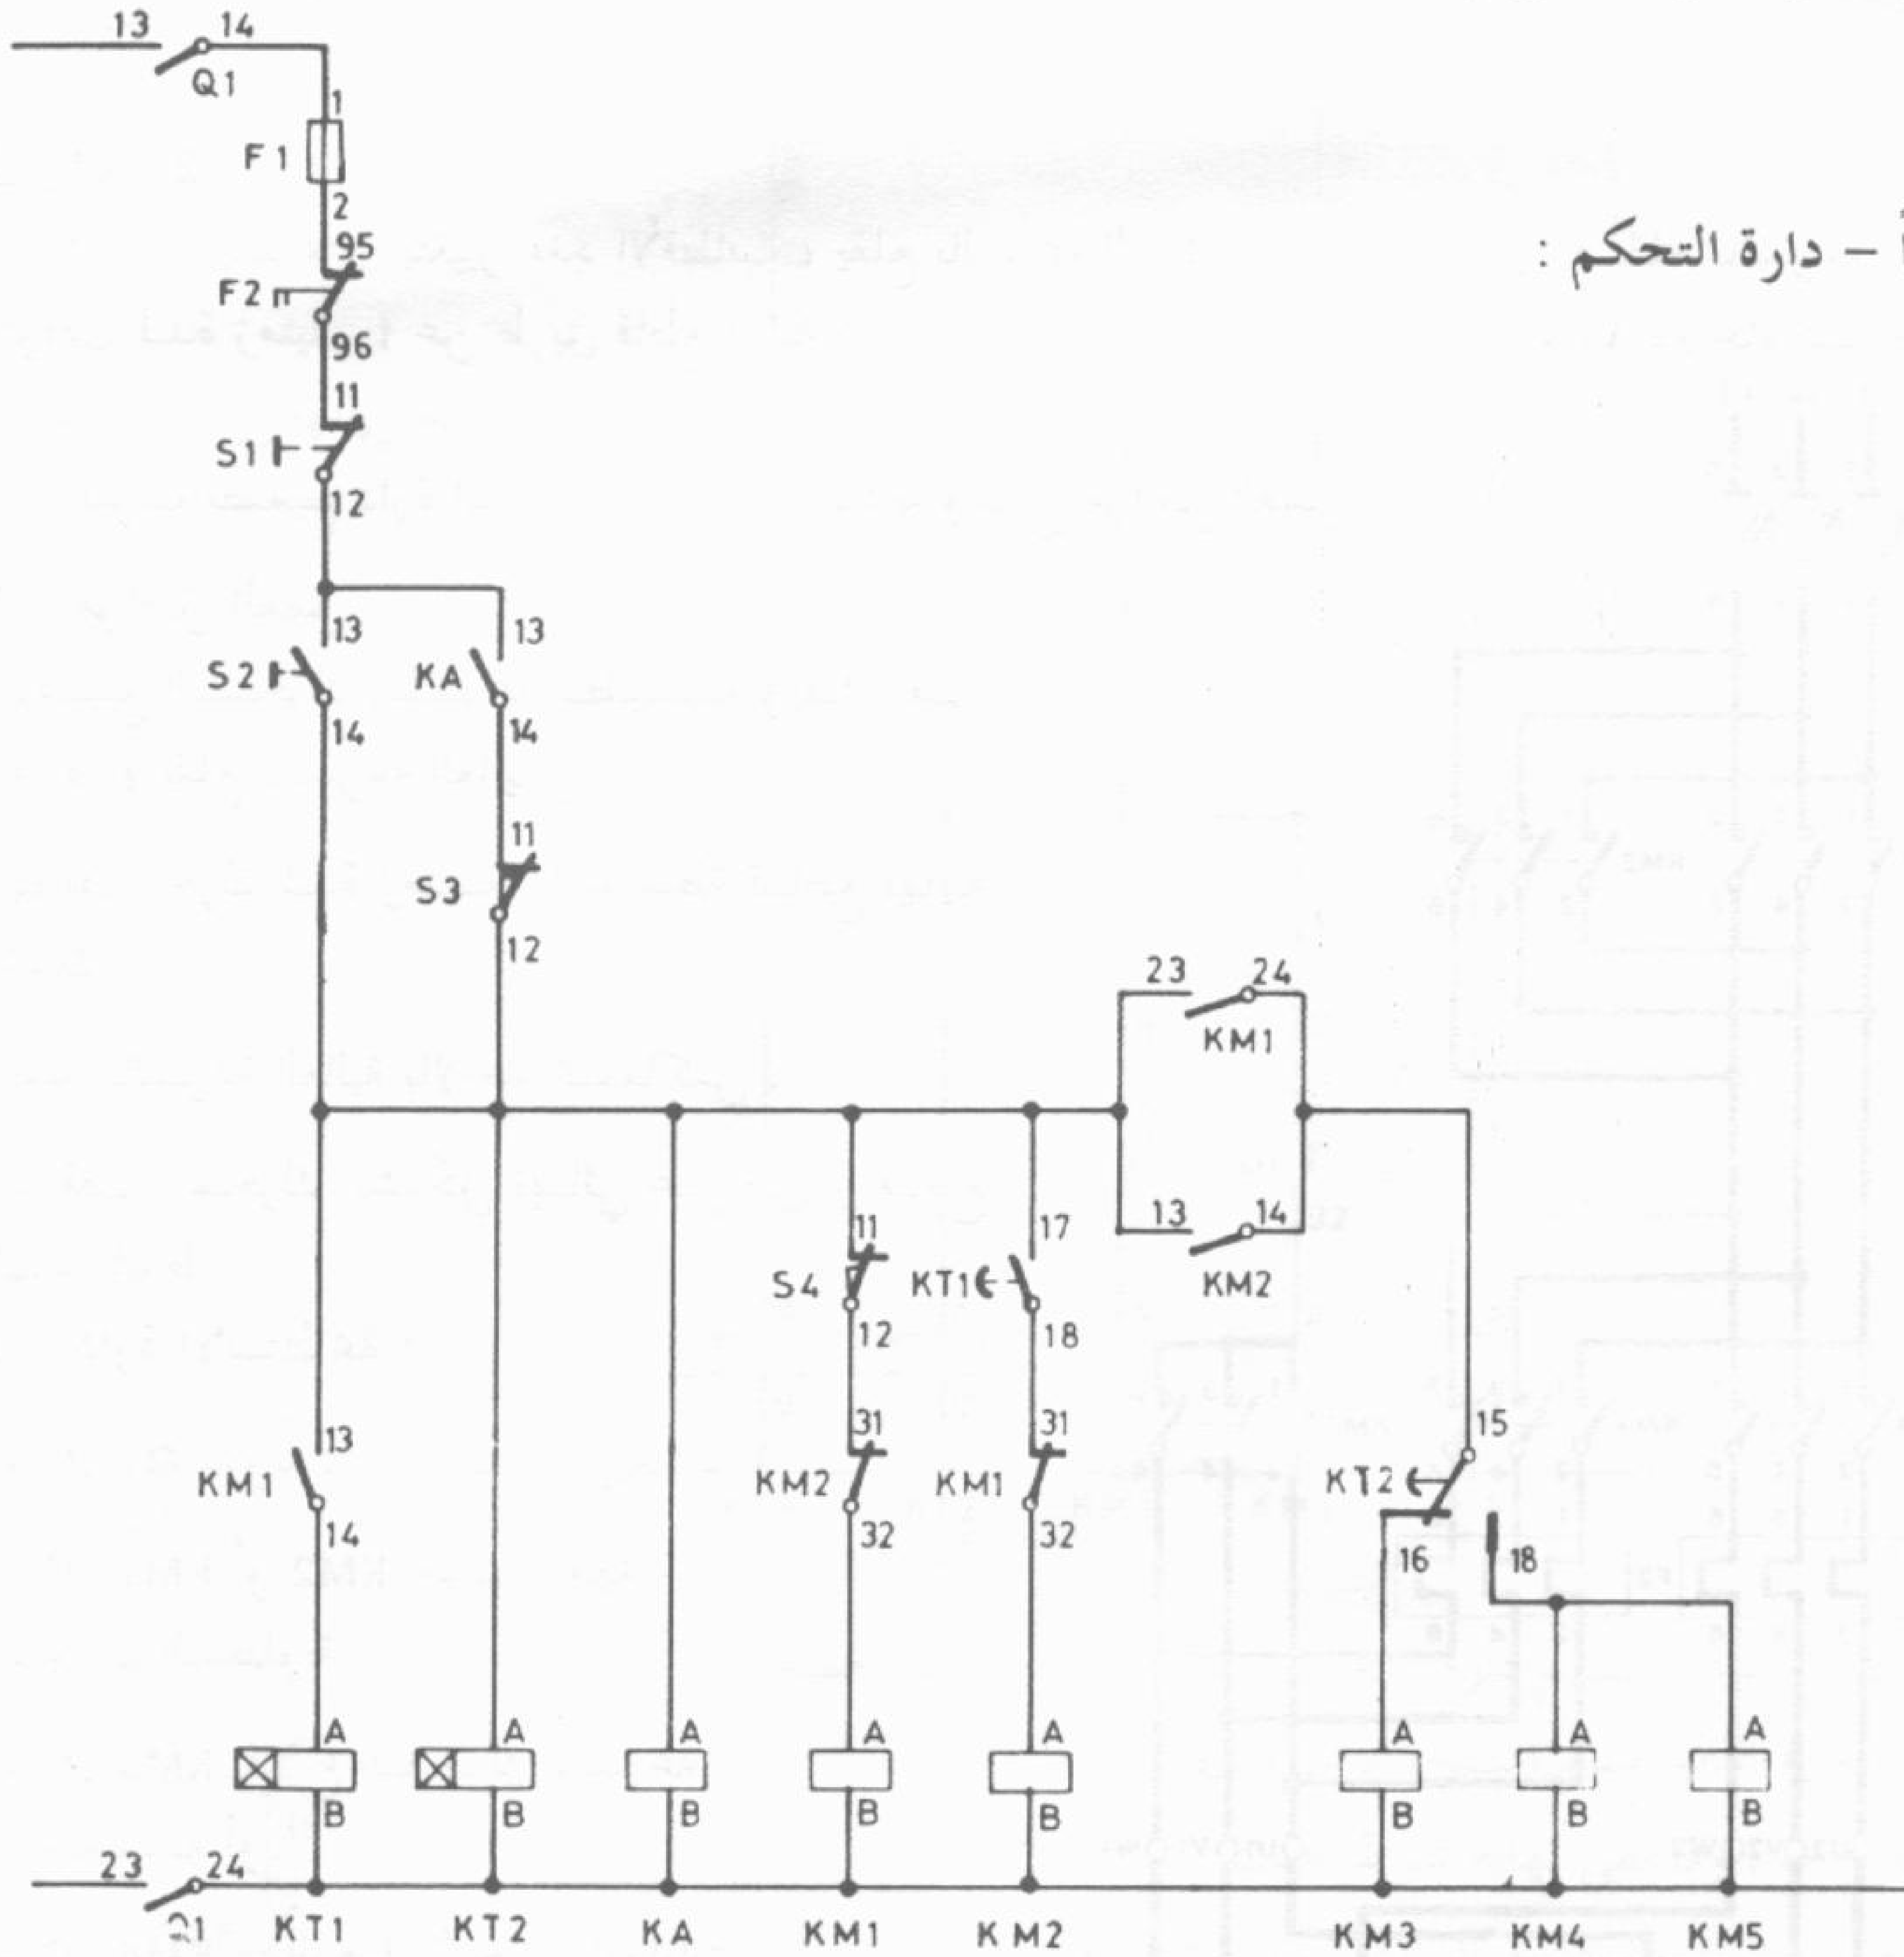 13 14
Q1
1
F1
2
أ – دارة التحكم :
95
F2
96
11
S1
12
13 13
S2 KA
14 14
11
S3
12
23 24
KM1
13 14
KM2
11 17
S4 KT1
12 18
31 31
KM2 KM1
32 32
13
KM1
14
15
KT2
16 18
A A A A A A A A
B B B B B B B B
23 24
Q1 KT1 KT2 KA KM1 KM2 KM3 KM4 KM5